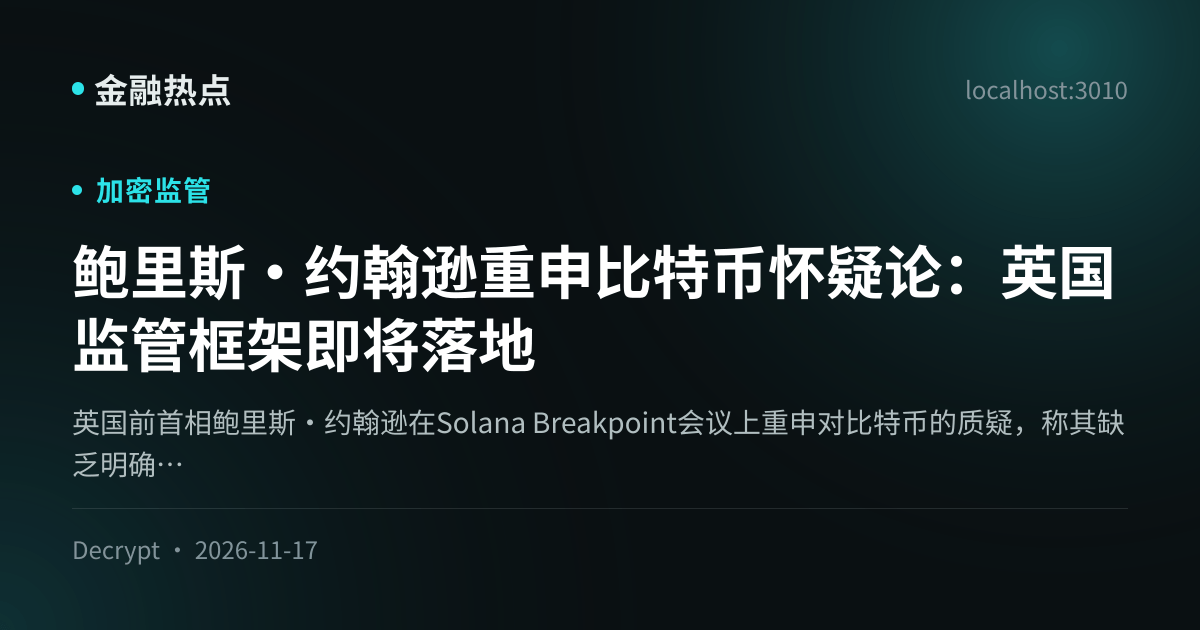 金融热点
localhost:3010
加密监管
鲍里斯·约翰逊重申比特币怀疑论：英国
监管框架即将落地
英国前首相鲍里斯·约翰逊在Solana Breakpoint会议上重申对比特币的质疑，称其缺
乏明确…
Decrypt · 2026-11-17